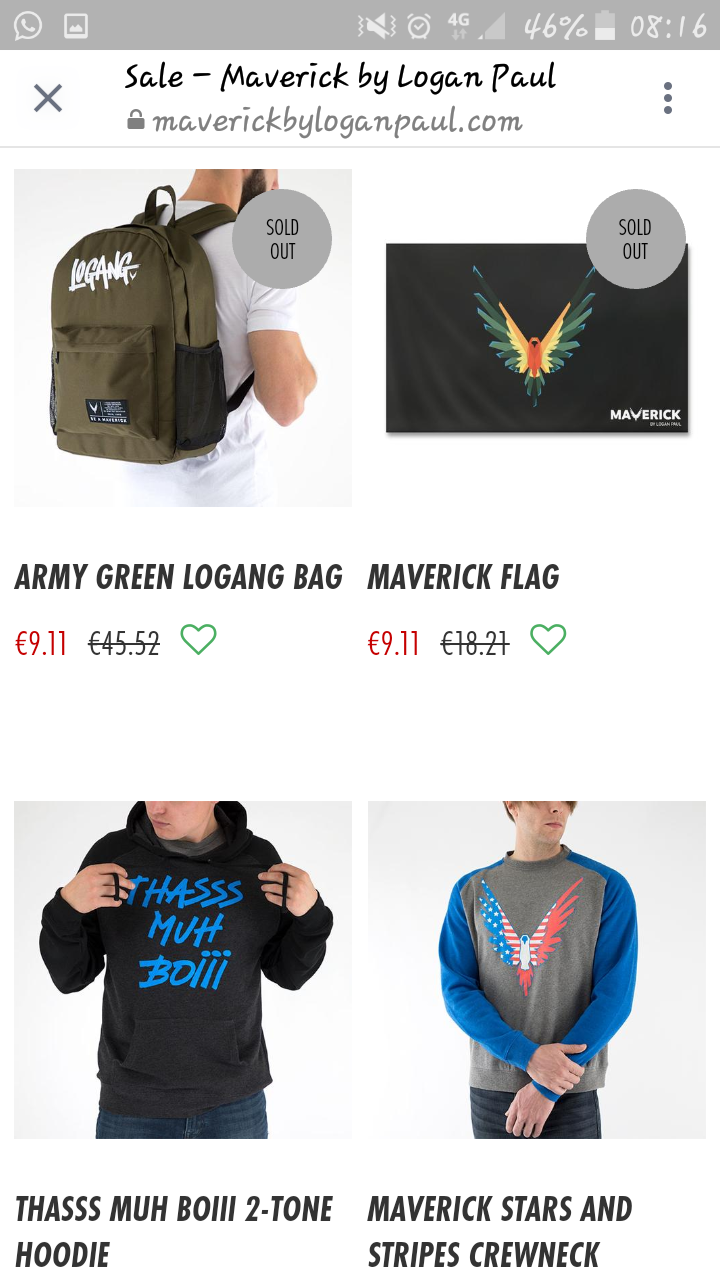 4G 46% 08:16
Sale – Maverick by Logan Paul
maverickbyloganpaul.com
SOLD
OUT
LOGANG
BE A MAVERICK
SOLD
OUT
MAVERICK
BY LOGAN PAUL
ARMY GREEN LOGANG BAG
€9.11 €45.52
MAVERICK FLAG
€9.11 €18.21
THASSS
MUH
BOIII
THASSS MUH BOIII 2-TONE
HOODIE
MAVERICK STARS AND
STRIPES CREWNECK